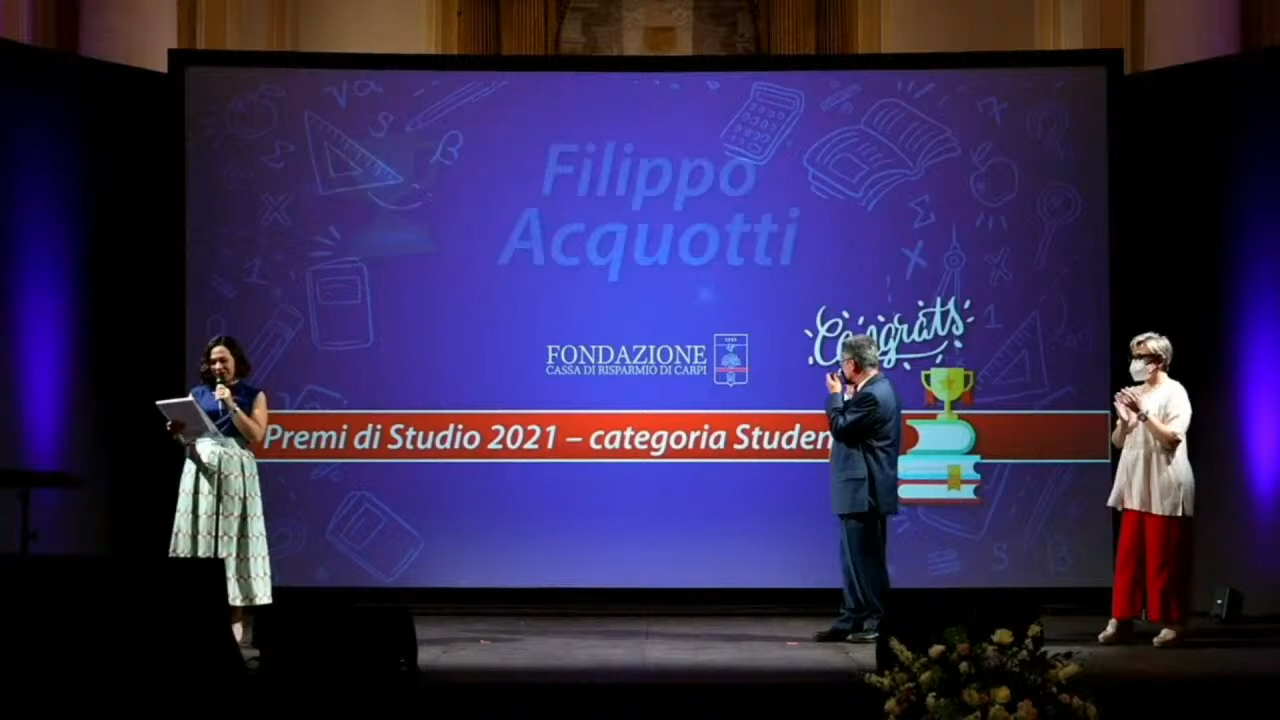 Filippo
Acquotti
Congrats
FONDAZIONE
CASSA DI RISPARMIO DI CARPI
Premi di Studio 2021 – categoria Studen